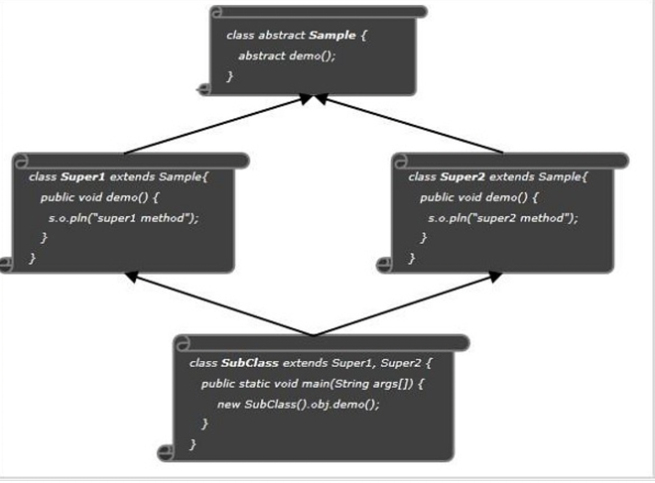 class abstract Sample {
abstract demo();
}
class Super1 extends Sample{
public void demo() {
s.o.pln("super1 method");
}
}
class Super2 extends Sample{
public void demo() {
s.o.pln("super2 method");
}
}
class SubClass extends Super1, Super2 {
public static void main(String args[]) {
new SubClass().obj.demo();
}
}